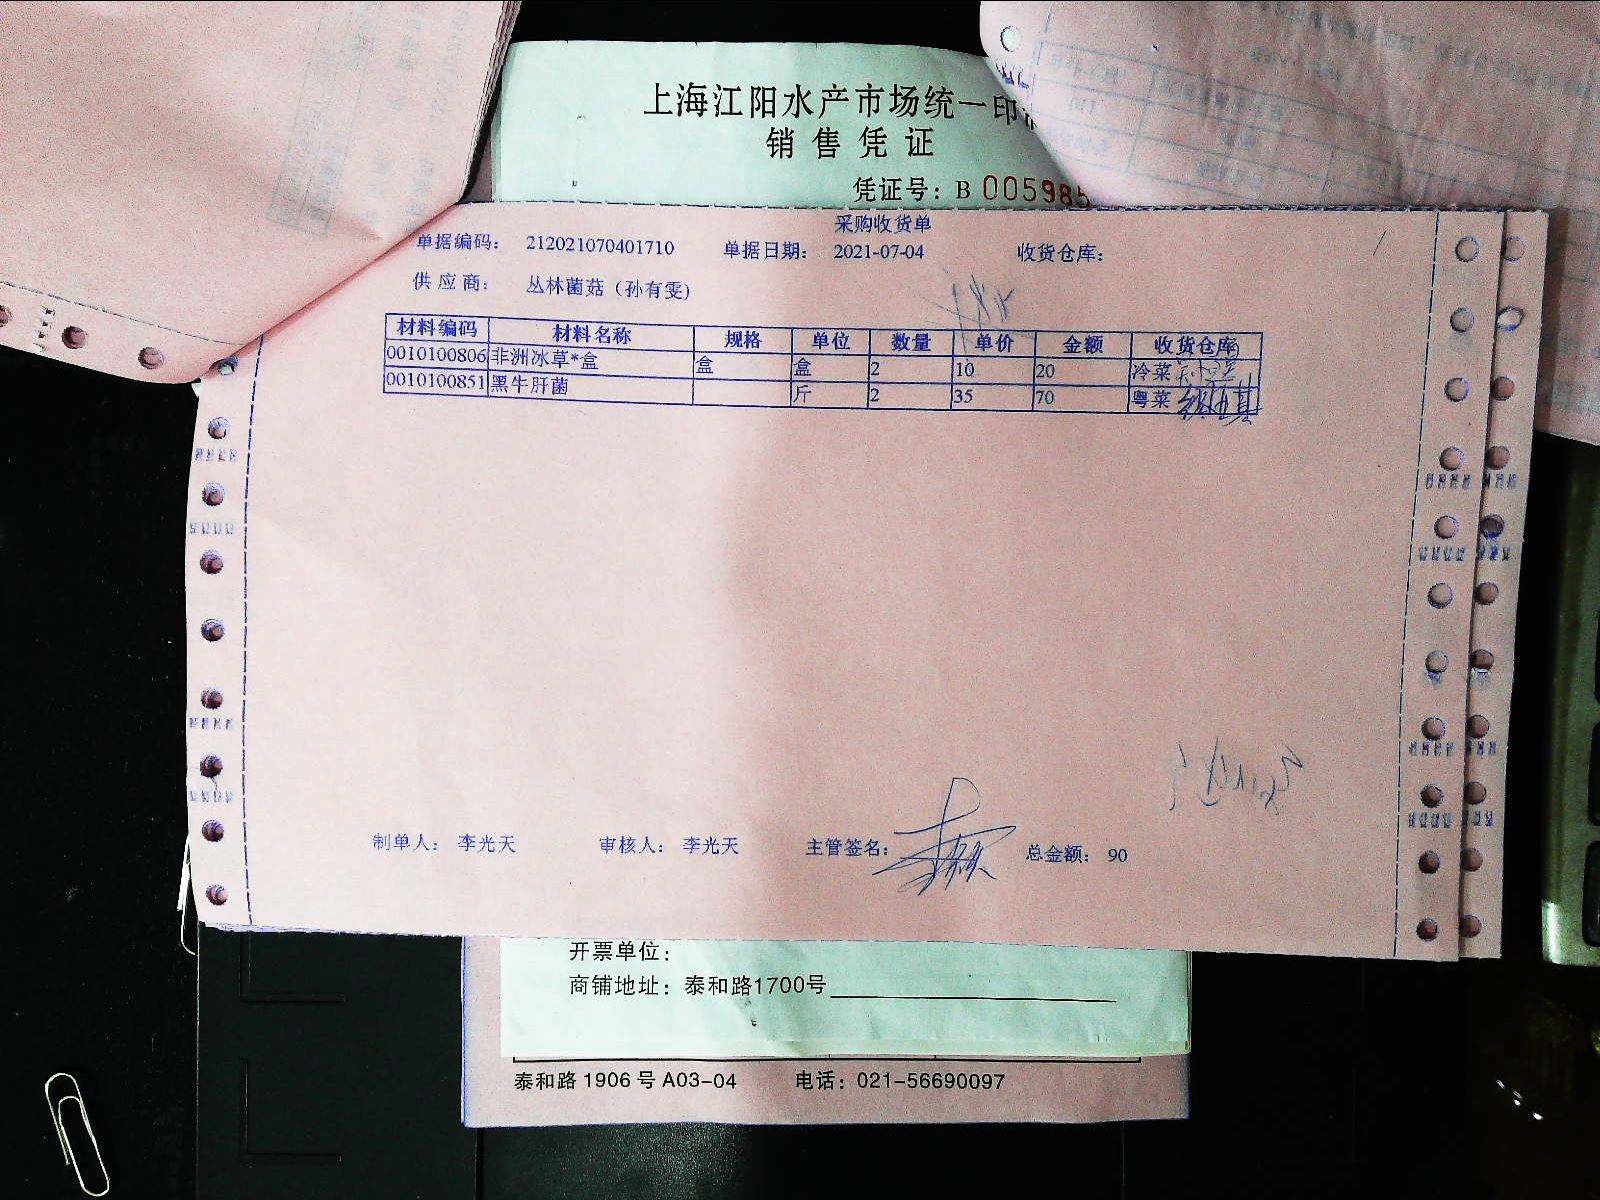 上海江阳水产市场统一印
销售凭证
凭证号：B 005985
采购收货单
单据编码： 212021070401710 单据日期： 2021-07-04 收货仓库：
供应商： 丛林菌菇（孙有雯）
材料编码 材料名称 规格 单位 数量 单价 金额 收货仓库
0010100806 非洲冰草*盒 盒 盒 2 10 20 冷菜
0010100851 黑牛肝菌 斤 2 35 70 粤菜
制单人： 李光天 审核人： 李光天 主管签名： 总金额： 90
开票单位：
商铺地址：泰和路1700号
泰和路 1906 号 A03-04 电话：021-56690097